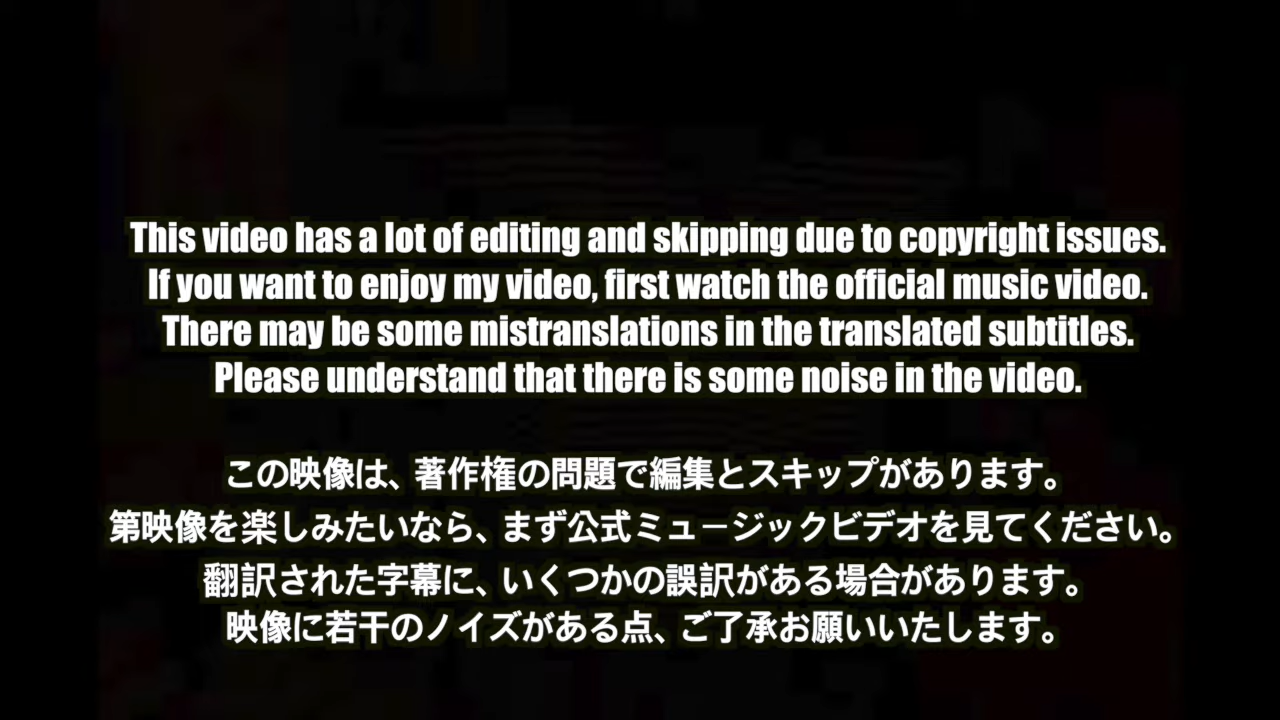 This video has a lot of editing and skipping due to copyright issues.
If you want to enjoy my video, first watch the official music video.
There may be some mistranslations in the translated subtitles.
Please understand that there is some noise in the video.
この映像は、著作権の問題で編集とスキップがあります。
第映像を楽しみたいなら、まず公式ミュージックビデオを見てください。
翻訳された字幕に、いくつかの誤訳がある場合があります。
映像に若干のノイズがある点、ご了承お願いいたします。